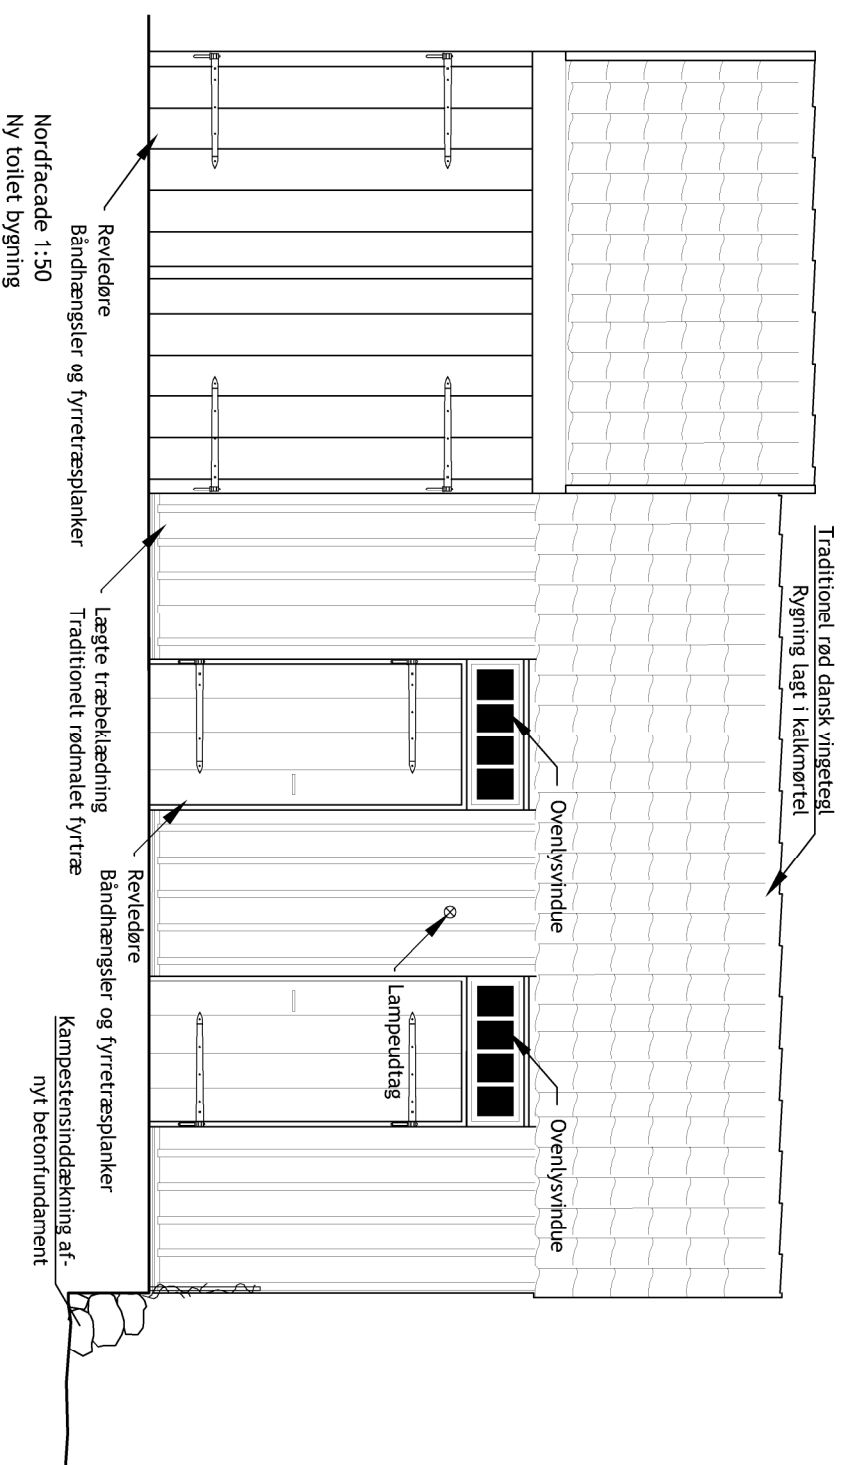 Traditionel rød dansk vingetegl
Rygning lagt i kalkmørtel
Ovenlysvindue
Ovenlysvindue
Lampeudtag
Revledøre
Båndhængsler og fyrretræsplanker
Lægte træbeklædning
Traditionelt rødmalet fyrtræ
Revledøre
Båndhængsler og fyrretræsplanker
Kampestensinddækning af-
nyt betonfundament
Nordfacade 1:50
Ny toilet bygning